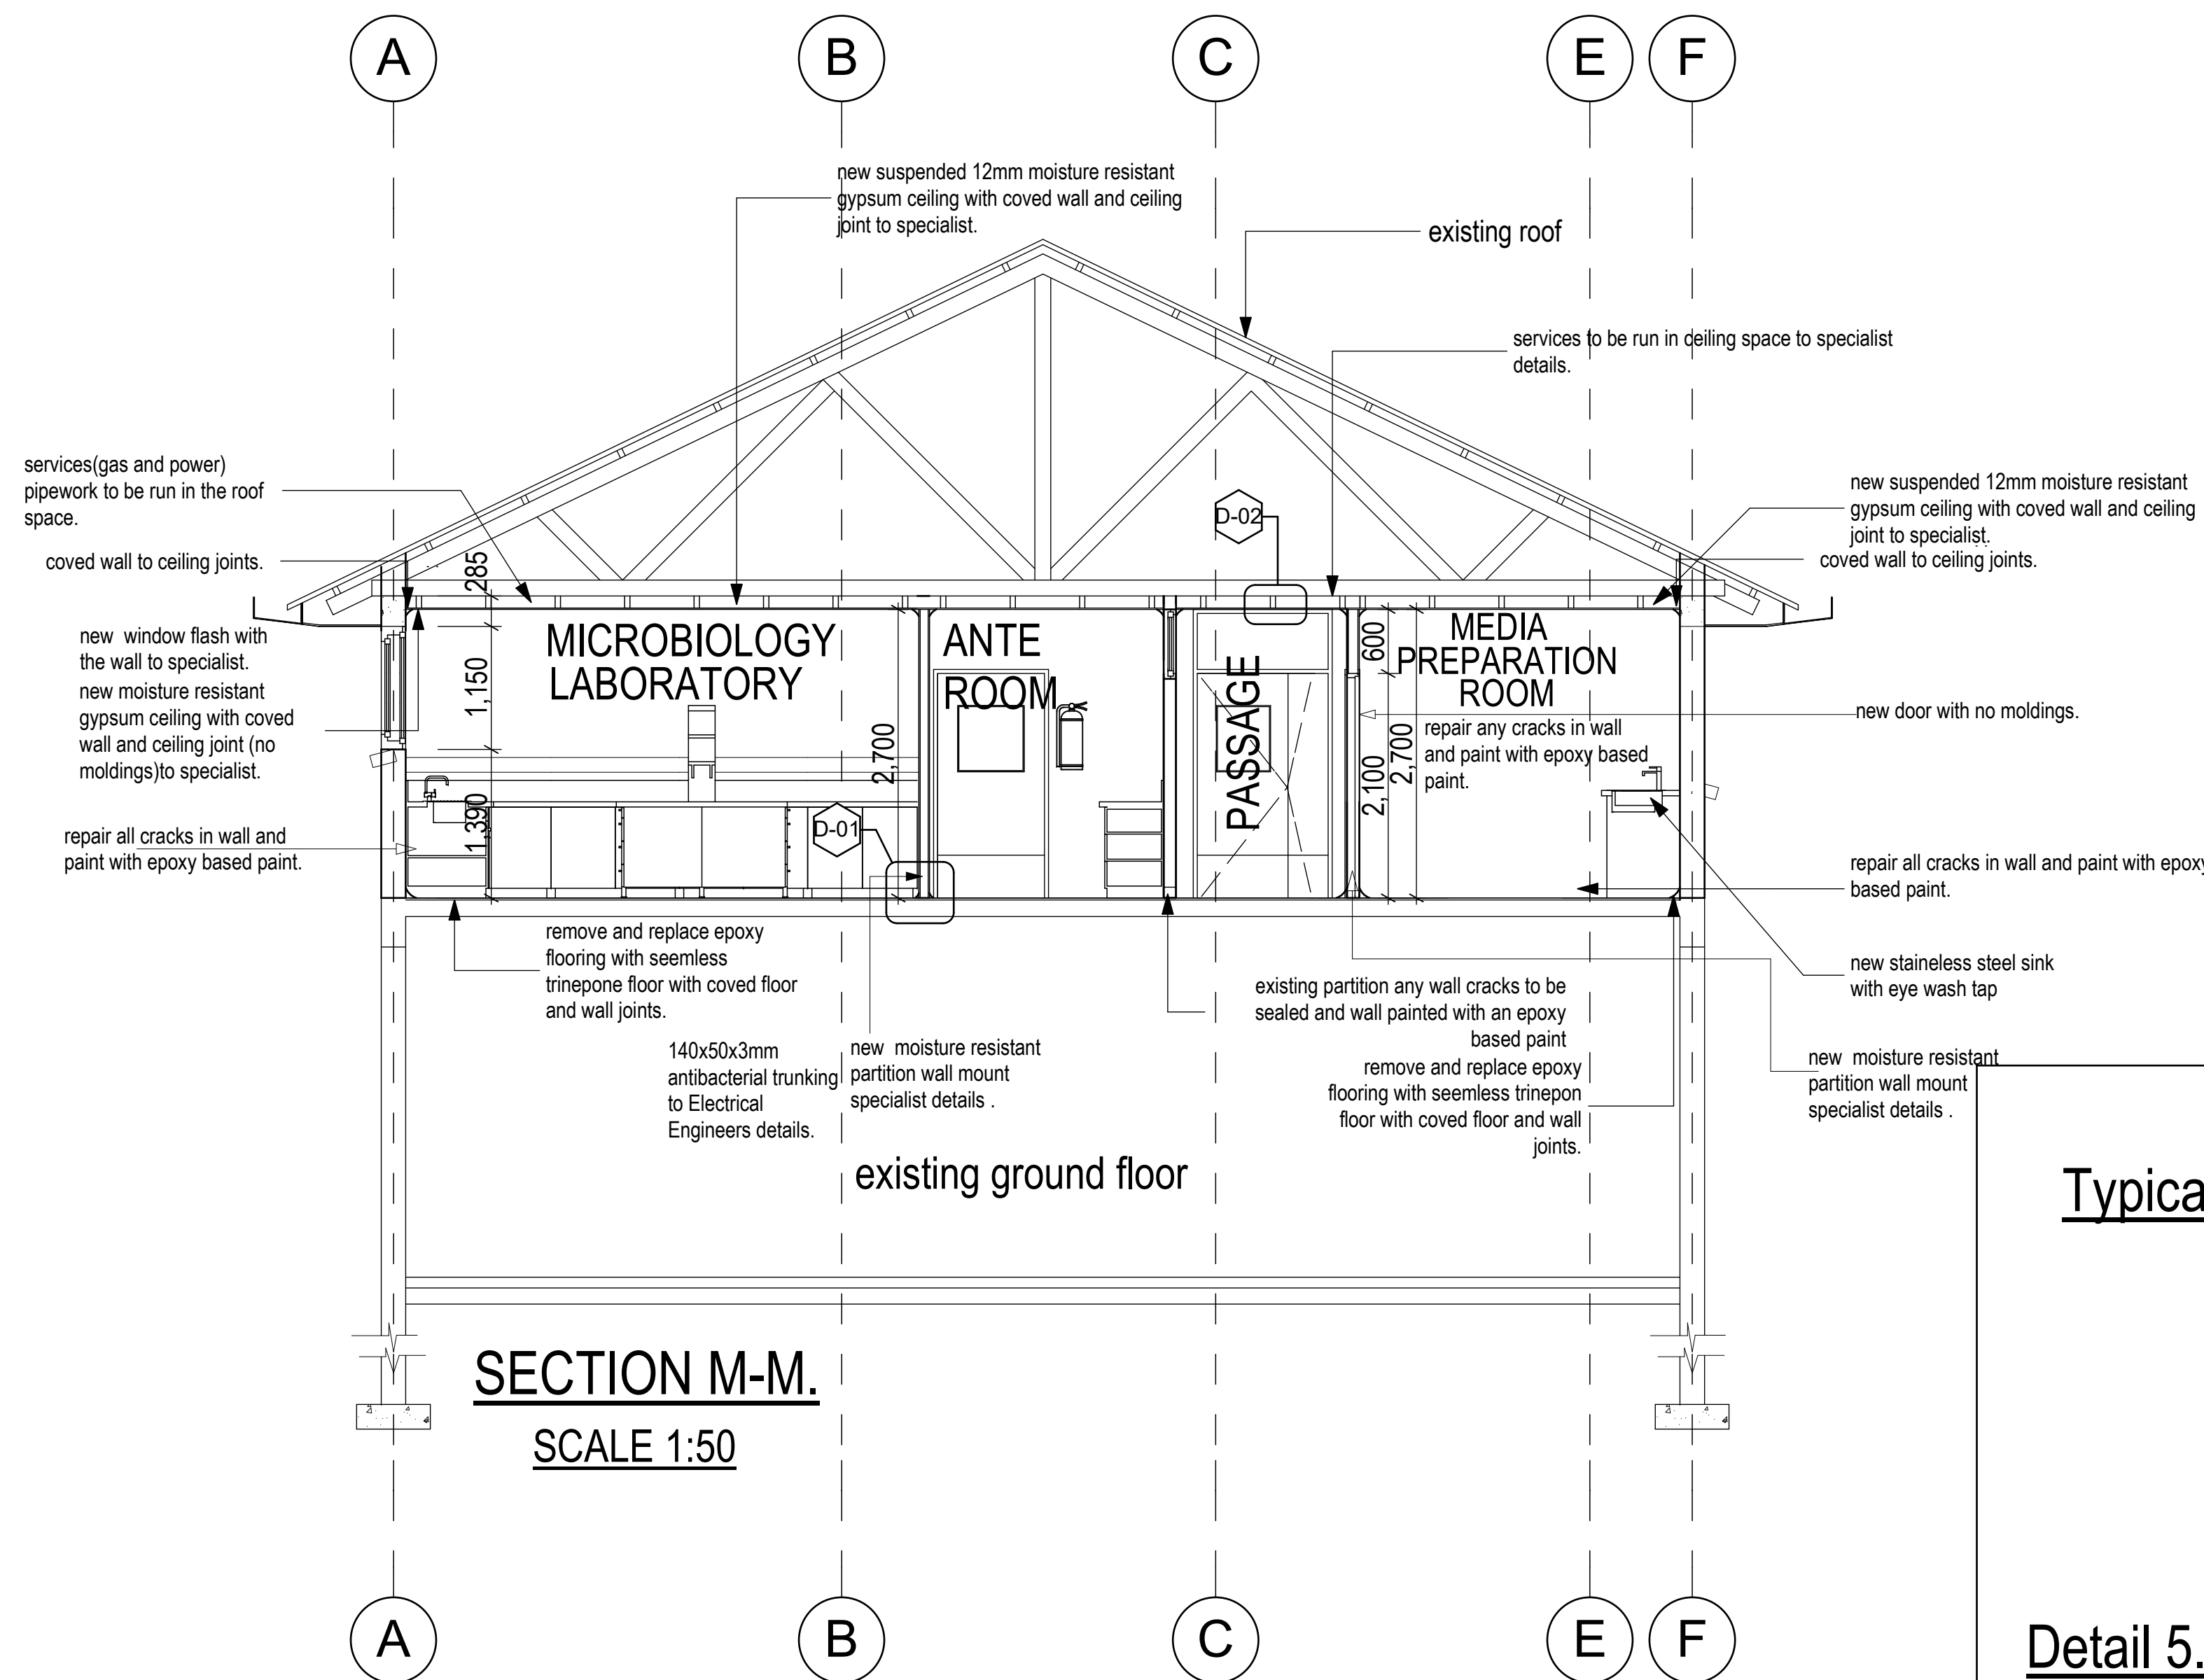 A
B
C
E
F
new suspended 12mm moisture resistant
gypsum ceiling with coved wall and ceiling
joint to specialist.
existing roof
services to be run in ceiling space to specialist
details.
services(gas and power)
pipework to be run in the roof
space.
coved wall to ceiling joints.
new suspended 12mm moisture resistant
gypsum ceiling with coved wall and ceiling
joint to specialist.
coved wall to ceiling joints.
D-02
285
new window flash with
the wall to specialist.
new moisture resistant
gypsum ceiling with coved
wall and ceiling joint (no
moldings)to specialist.
repair all cracks in wall and
paint with epoxy based paint.
1,150
1,390
MICROBIOLOGY
LABORATORY
2,700
D-01
ANTE
ROOM
PASSAGE
600
2,100
2,700
MEDIA
PREPARATION
ROOM
repair any cracks in wall
and paint with epoxy based
paint.
new door with no moldings.
repair all cracks in wall and paint with epoxy
based paint.
new staineless steel sink
with eye wash tap
new moisture resistant
partition wall mount
specialist details .
remove and replace epoxy
flooring with seemless
trinepone floor with coved floor
and wall joints.
140x50x3mm
antibacterial trunking
to Electrical
Engineers details.
new moisture resistant
partition wall mount
specialist details .
existing partition any wall cracks to be
sealed and wall painted with an epoxy
based paint
remove and replace epoxy
flooring with seemless trinepon
floor with coved floor and wall
joints.
existing ground floor
Typica
SECTION M-M.
SCALE 1:50
Detail 5.
A
B
C
E
F